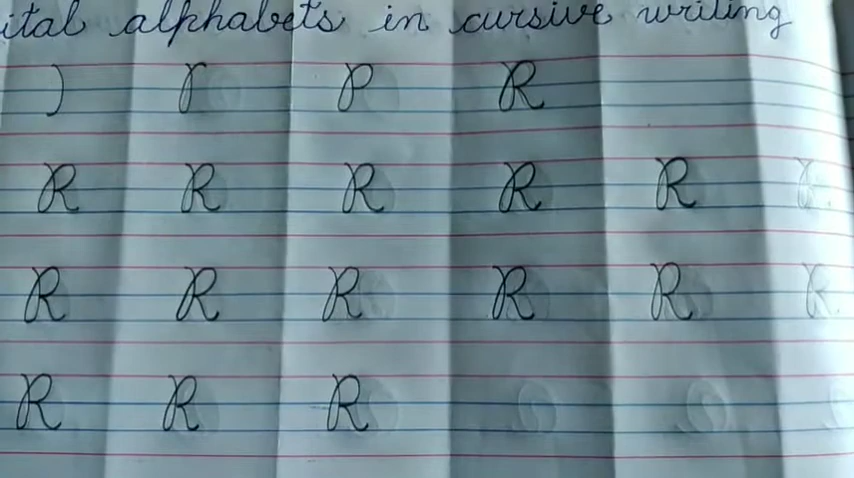 ital alphabets in cursive writing
R
R R R R R
R R R R R
R R R